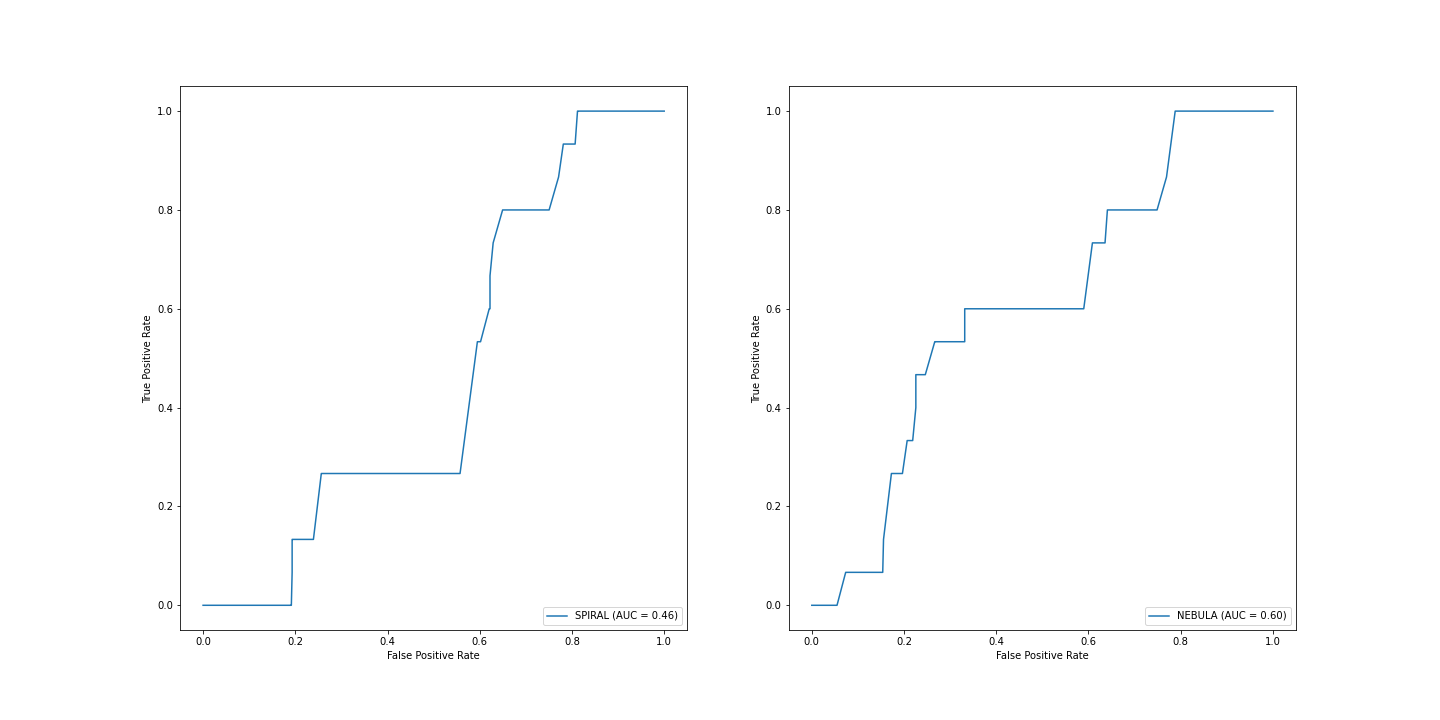 1.0
0.8
0.6
0.4
0.2
0.0
True Positive Rate
0.0 0.2 0.4 0.6 0.8 1.0
False Positive Rate
SPIRAL (AUC = 0.46)
1.0
0.8
0.6
0.4
0.2
0.0
True Positive Rate
0.0 0.2 0.4 0.6 0.8 1.0
False Positive Rate
NEBULA (AUC = 0.60)